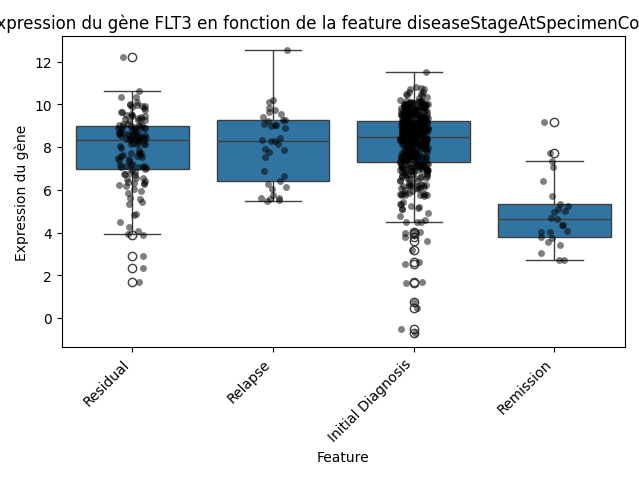 xpression du gène FLT3 en fonction de la feature diseaseStageAtSpecimenCo
Expression du gène
12
10
8
6
4
2
0
Residual
Relapse
Initial Diagnosis
Remission
Feature